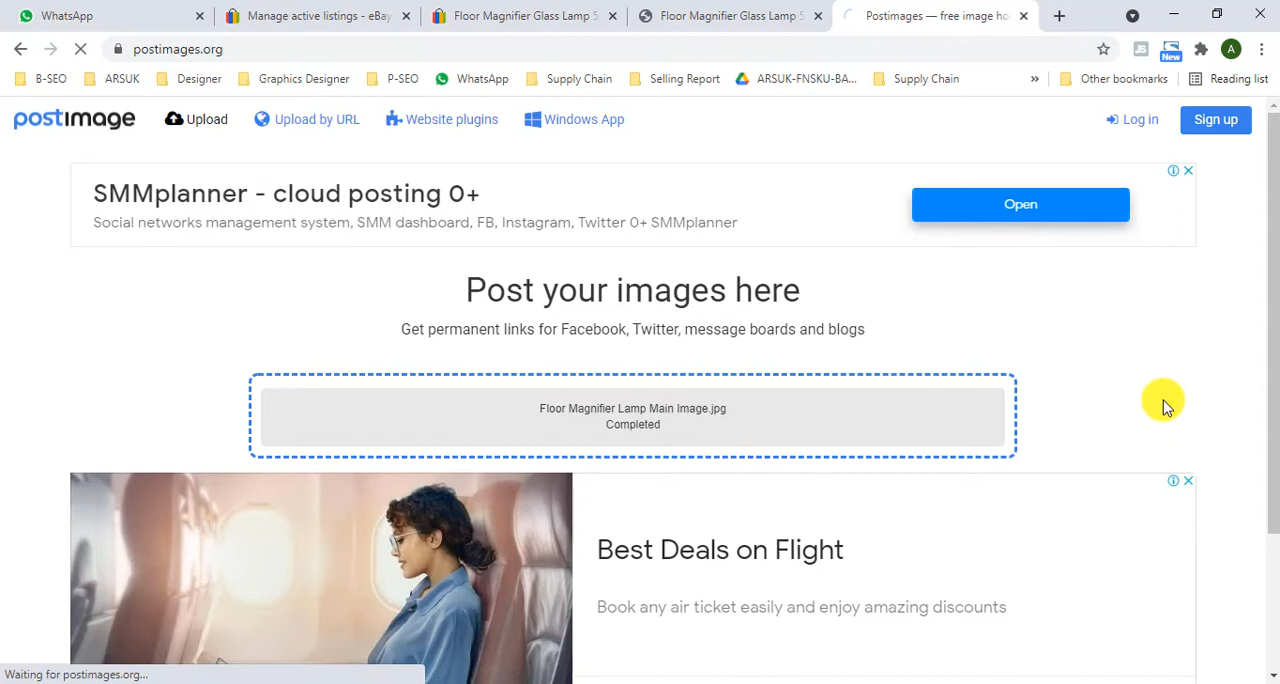 WhatsApp
Manage active listings - eBay
Floor Magnifier Glass Lamp 5
Floor Magnifier Glass Lamp 5
Postimages — free image ho
postimages.org
New
A
B-SEO
ARSUK
Designer
Graphics Designer
P-SEO
WhatsApp
Supply Chain
Selling Report
ARSUK-FNSKU-BA...
Supply Chain
»
Other bookmarks
Reading list
postimage
Upload
Upload by URL
Website plugins
Windows App
Log in
Sign up
SMMplanner - cloud posting 0+
Social networks management system, SMM dashboard, FB, Instagram, Twitter 0+ SMMplanner
Open
Post your images here
Get permanent links for Facebook, Twitter, message boards and blogs
Floor Magnifier Lamp Main Image.jpg
Completed
Best Deals on Flight
Book any air ticket easily and enjoy amazing discounts
Waiting for postimages.org...